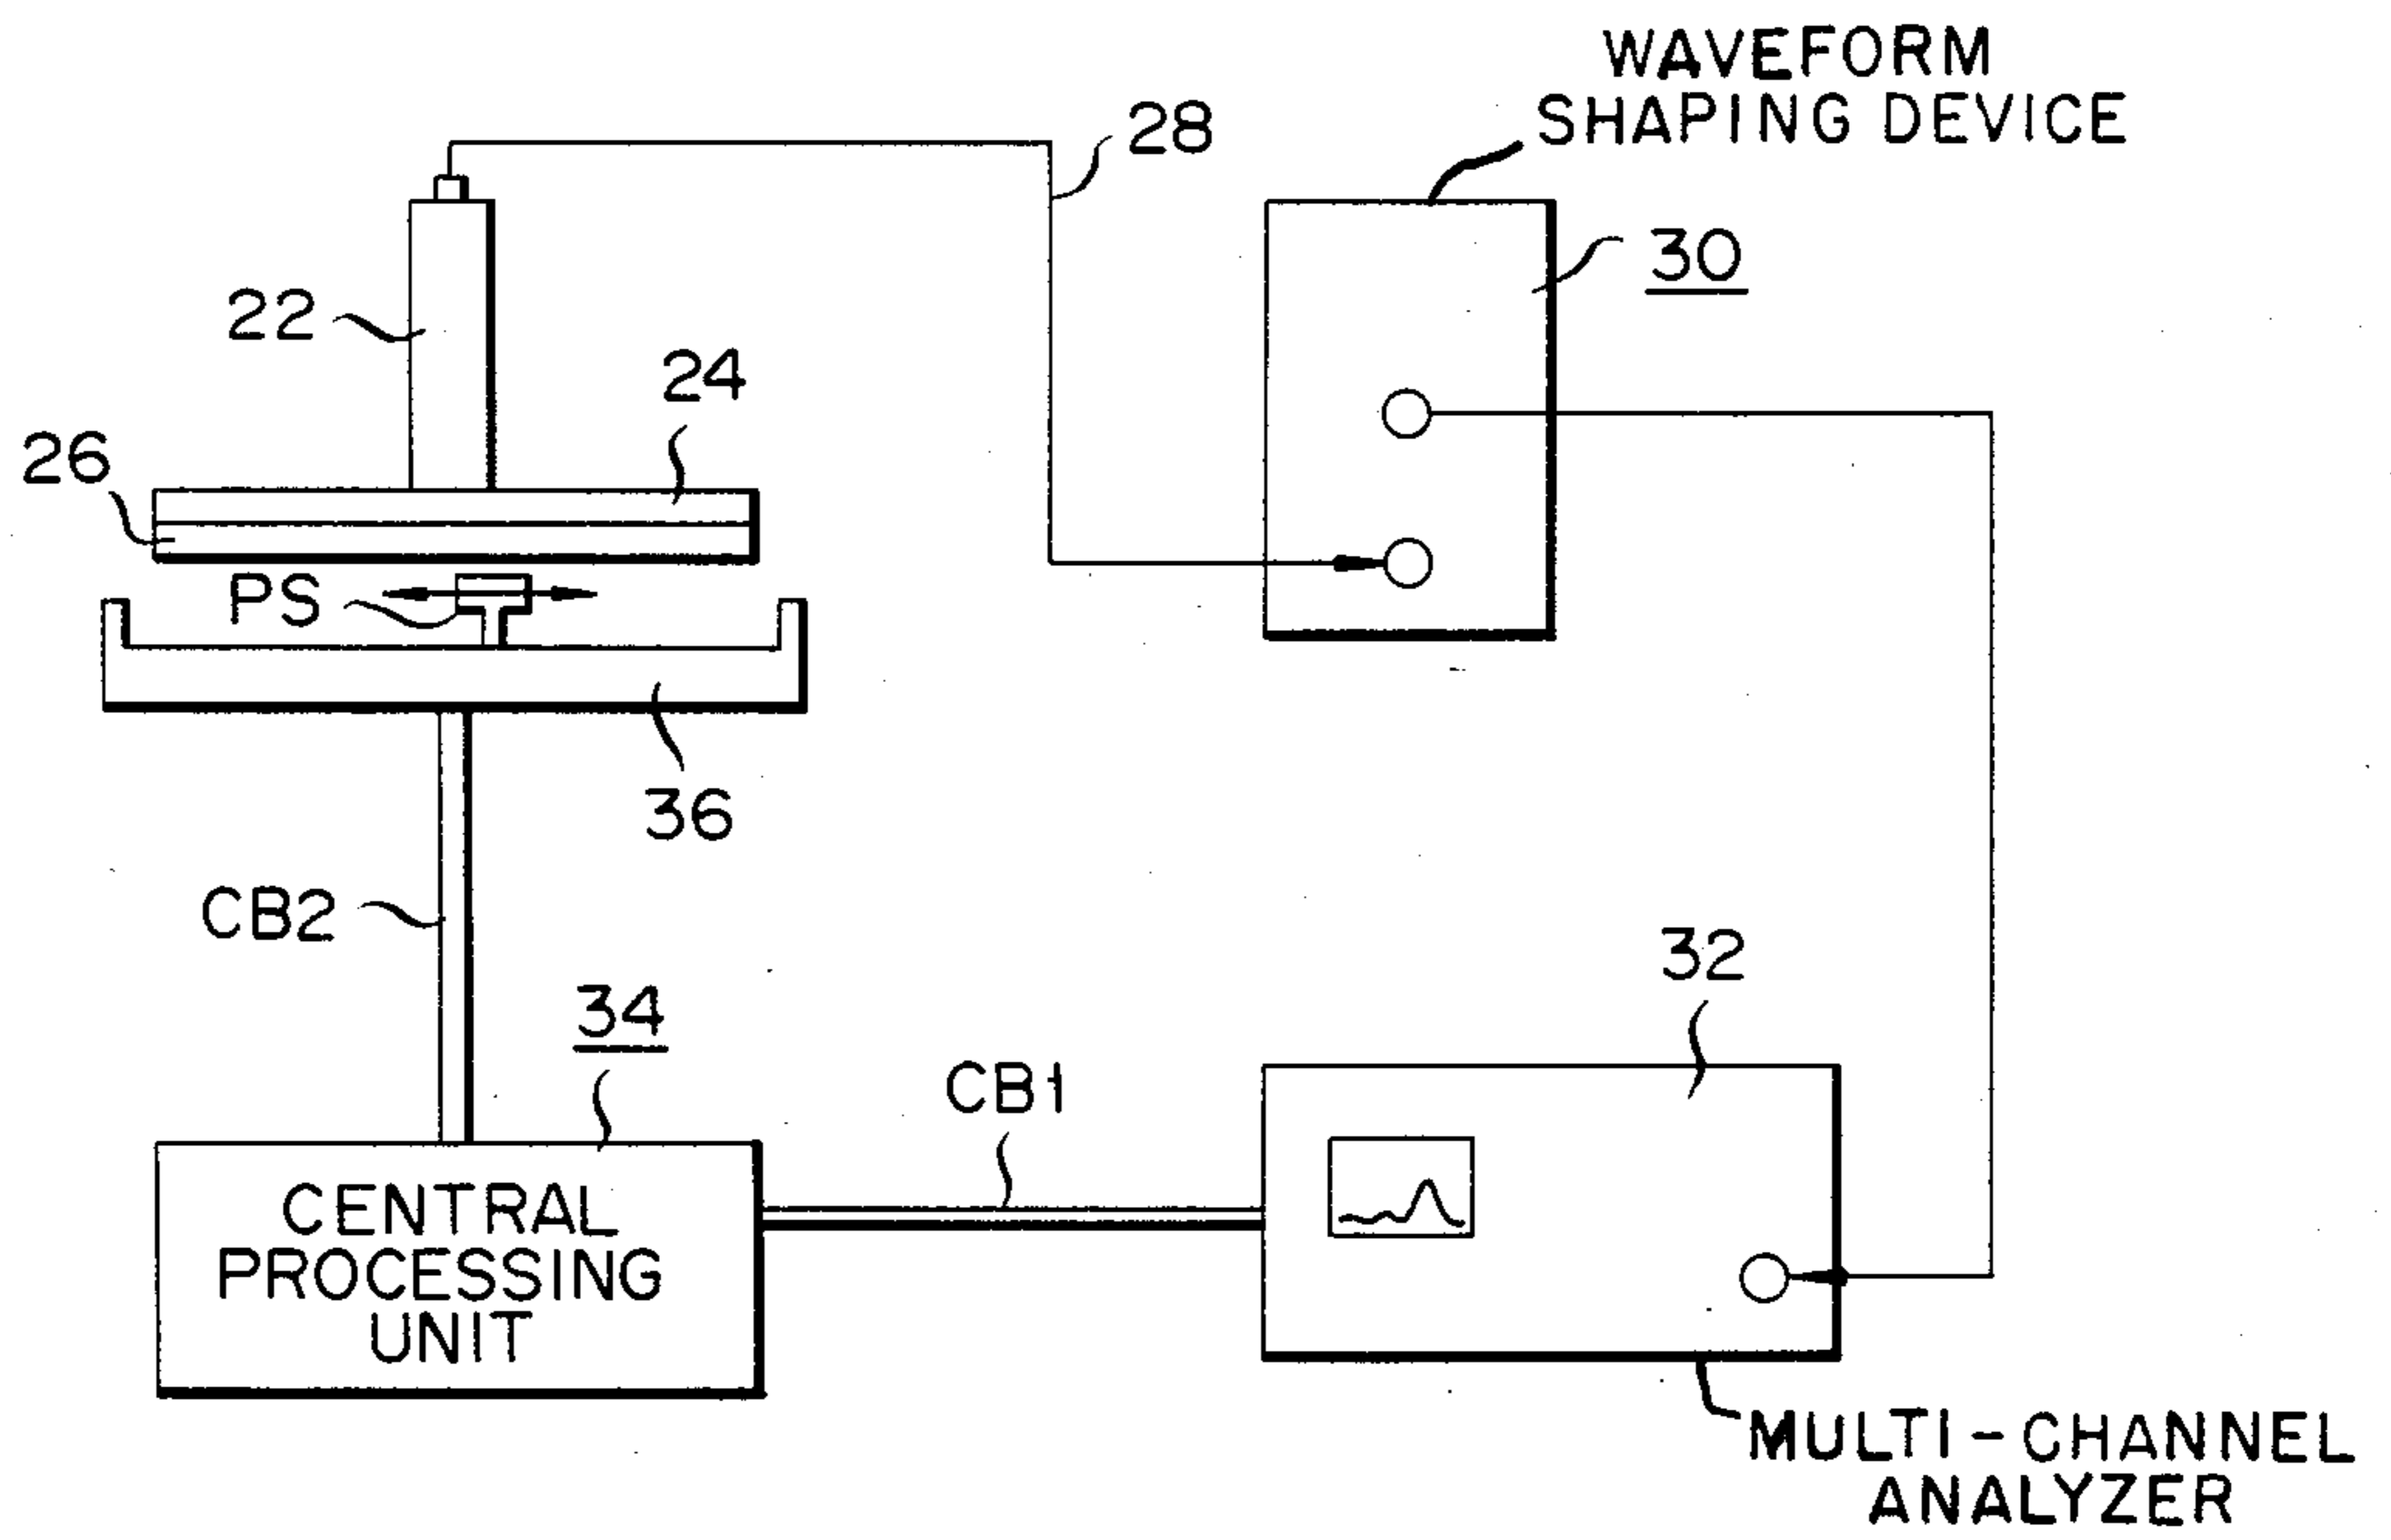 WAVEFORM
SHAPING DEVICE
28
30
22
24
26
PS
36
CB2
32
34
CB1
CENTRAL
PROCESSING
UNIT
MULTI-CHANNEL
ANALYZER